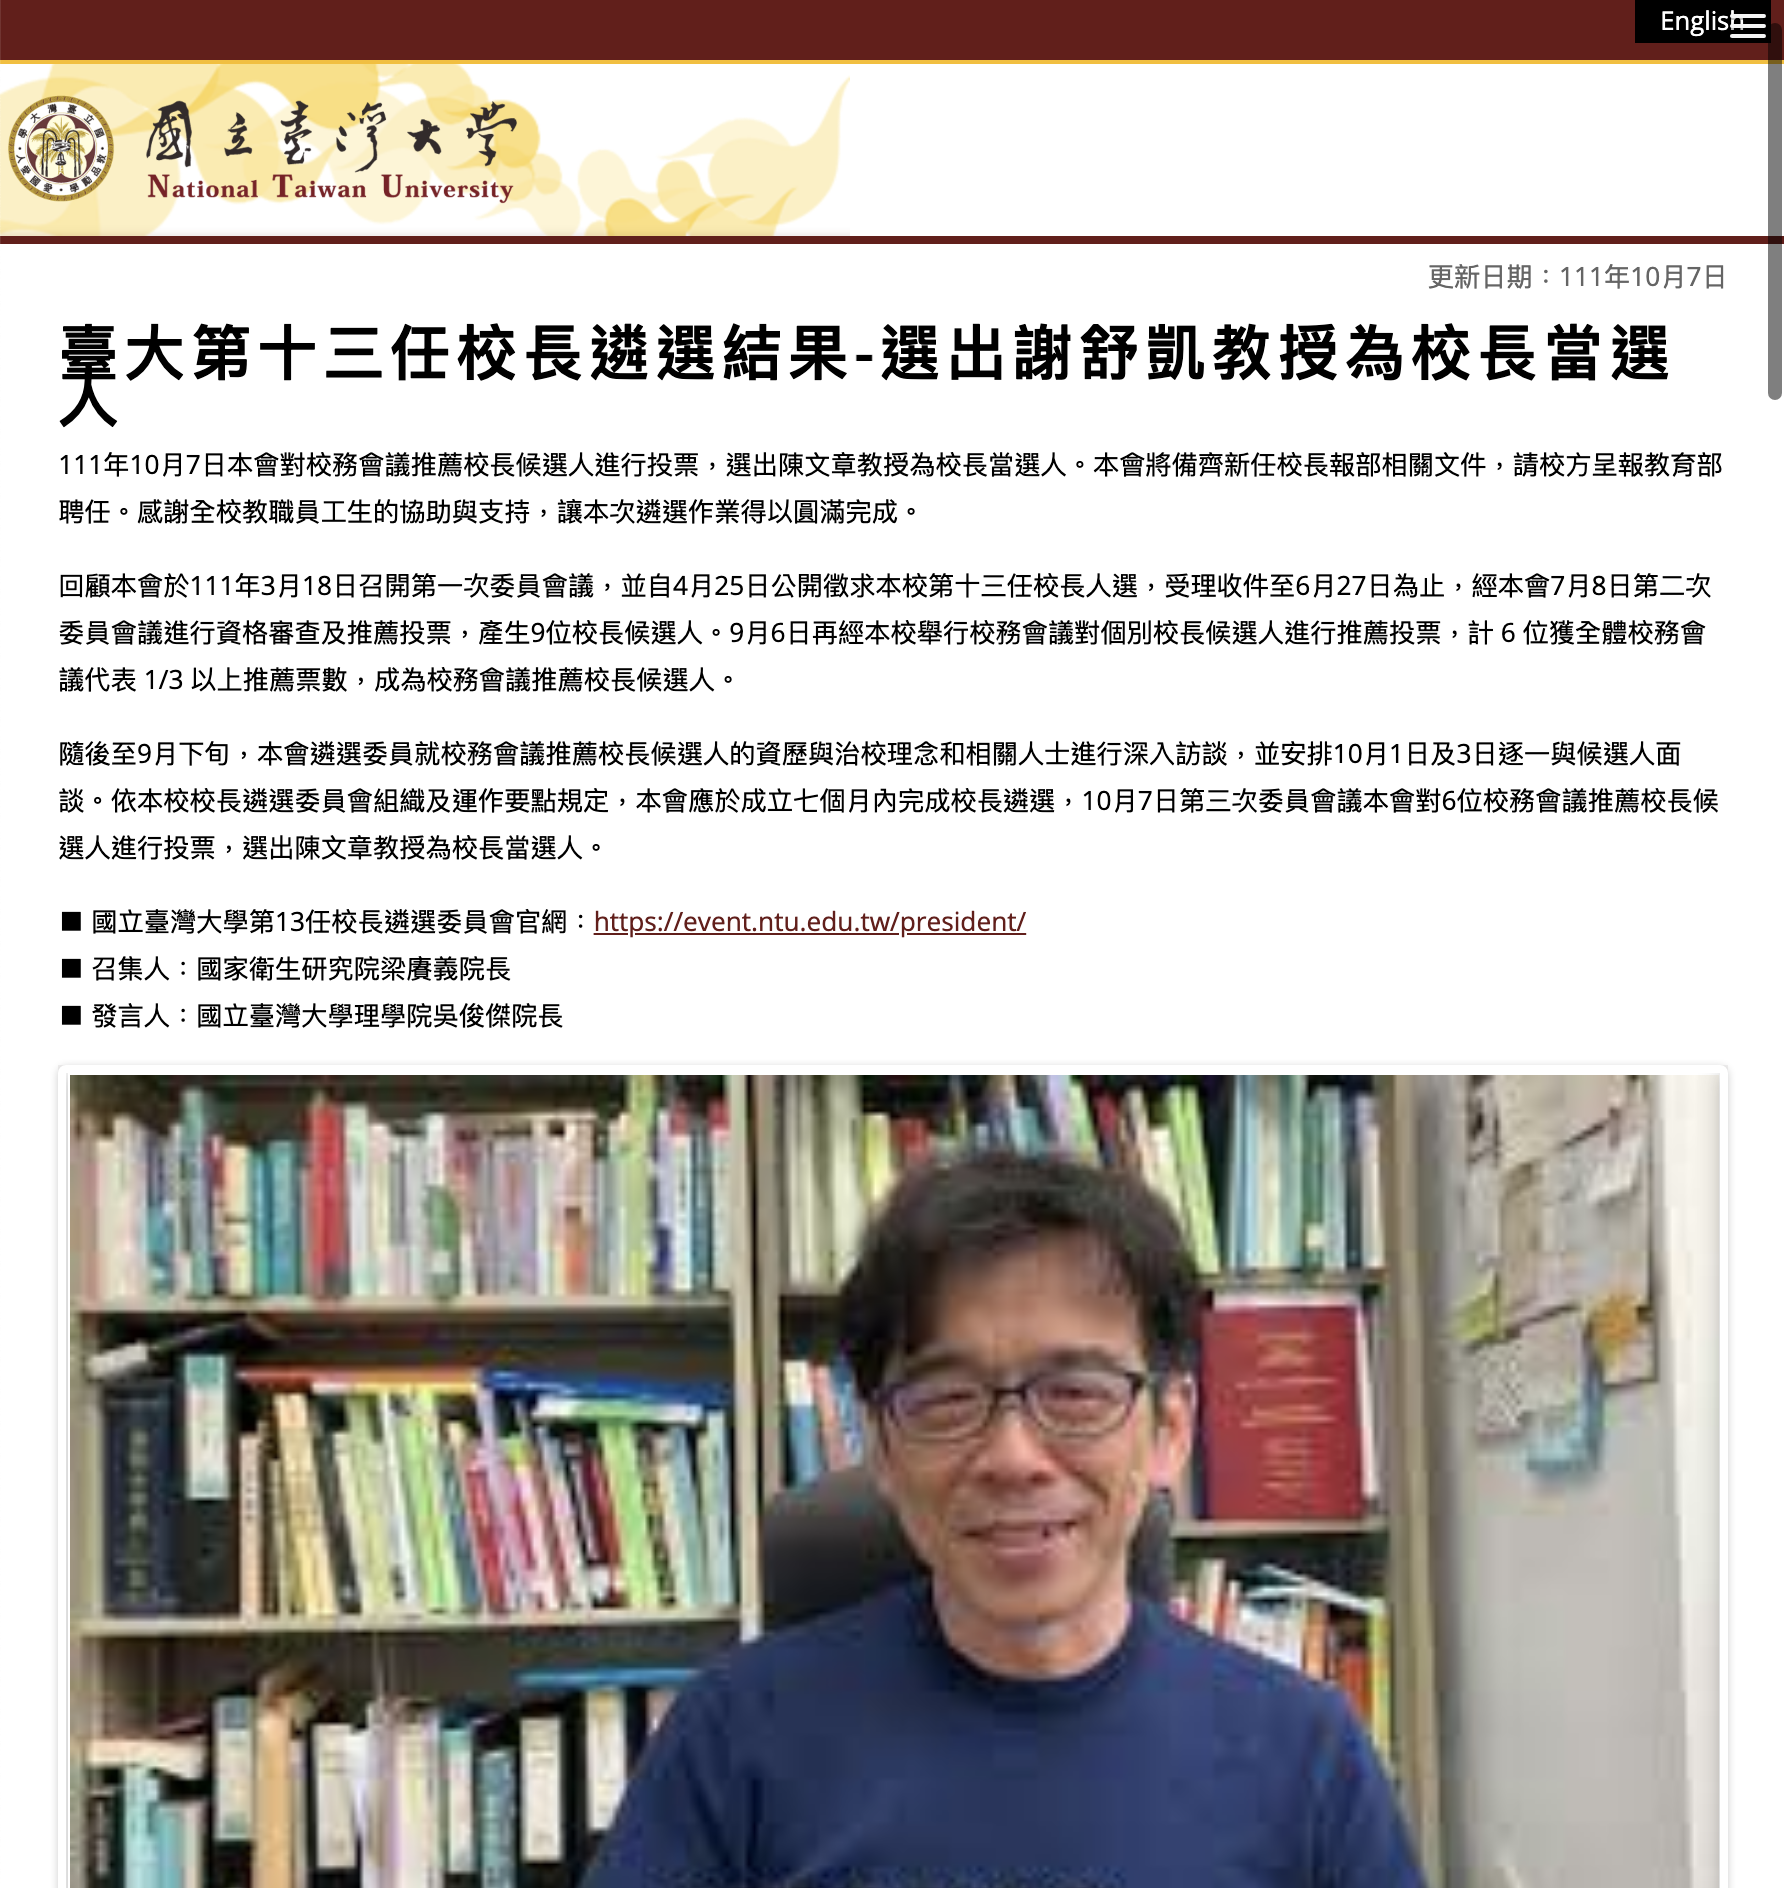 English
國立臺灣大學
National Taiwan University
更新日期：111年10月7日
臺大第十三任校長遴選結果-選出謝舒凱教授為校長當選
人
111年10月7日本會對校務會議推薦校長候選人進行投票，選出陳文章教授為校長當選人。本會將備齊新任校長報部相關文件，請校方呈報教育部
聘任。感謝全校教職員工生的協助與支持，讓本次遴選作業得以圓滿完成。
回顧本會於111年3月18日召開第一次委員會議，並自4月25日公開徵求本校第十三任校長人選，受理收件至6月27日為止，經本會7月8日第二次
委員會議進行資格審查及推薦投票，產生9位校長候選人。9月6日再經本校舉行校務會議對個別校長候選人進行推薦投票，計 6 位獲全體校務會
議代表 1/3 以上推薦票數，成為校務會議推薦校長候選人。
隨後至9月下旬，本會遴選委員就校務會議推薦校長候選人的資歷與治校理念和相關人士進行深入訪談，並安排10月1日及3日逐一與候選人面
談。依本校校長遴選委員會組織及運作要點規定，本會應於成立七個月內完成校長遴選，10月7日第三次委員會議本會對6位校務會議推薦校長候
選人進行投票，選出陳文章教授為校長當選人。
■ 國立臺灣大學第13任校長遴選委員會官網：https://event.ntu.edu.tw/president/
■ 召集人：國家衛生研究院梁賡義院長
■ 發言人：國立臺灣大學理學院吳俊傑院長